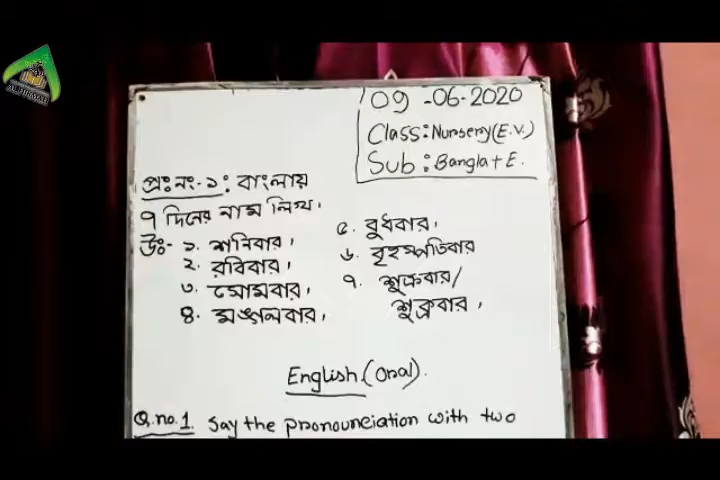 09-06-2020
Class: Nursery (E.V.)
Sub: Bangla + E.
প্রঃ নং-১: বাংলায়
৭ দিনের নাম লিখ।
উঃ- ১. শনিবার।
২. রবিবার।
৩. সোমবার।
৪. মঙ্গলবার।
৫. বুধবার।
৬. বৃহস্পতিবার
৭. শুক্রবার/
শুক্রবার।
English (Oral).
Q.no.1. Say the pronounciation with two